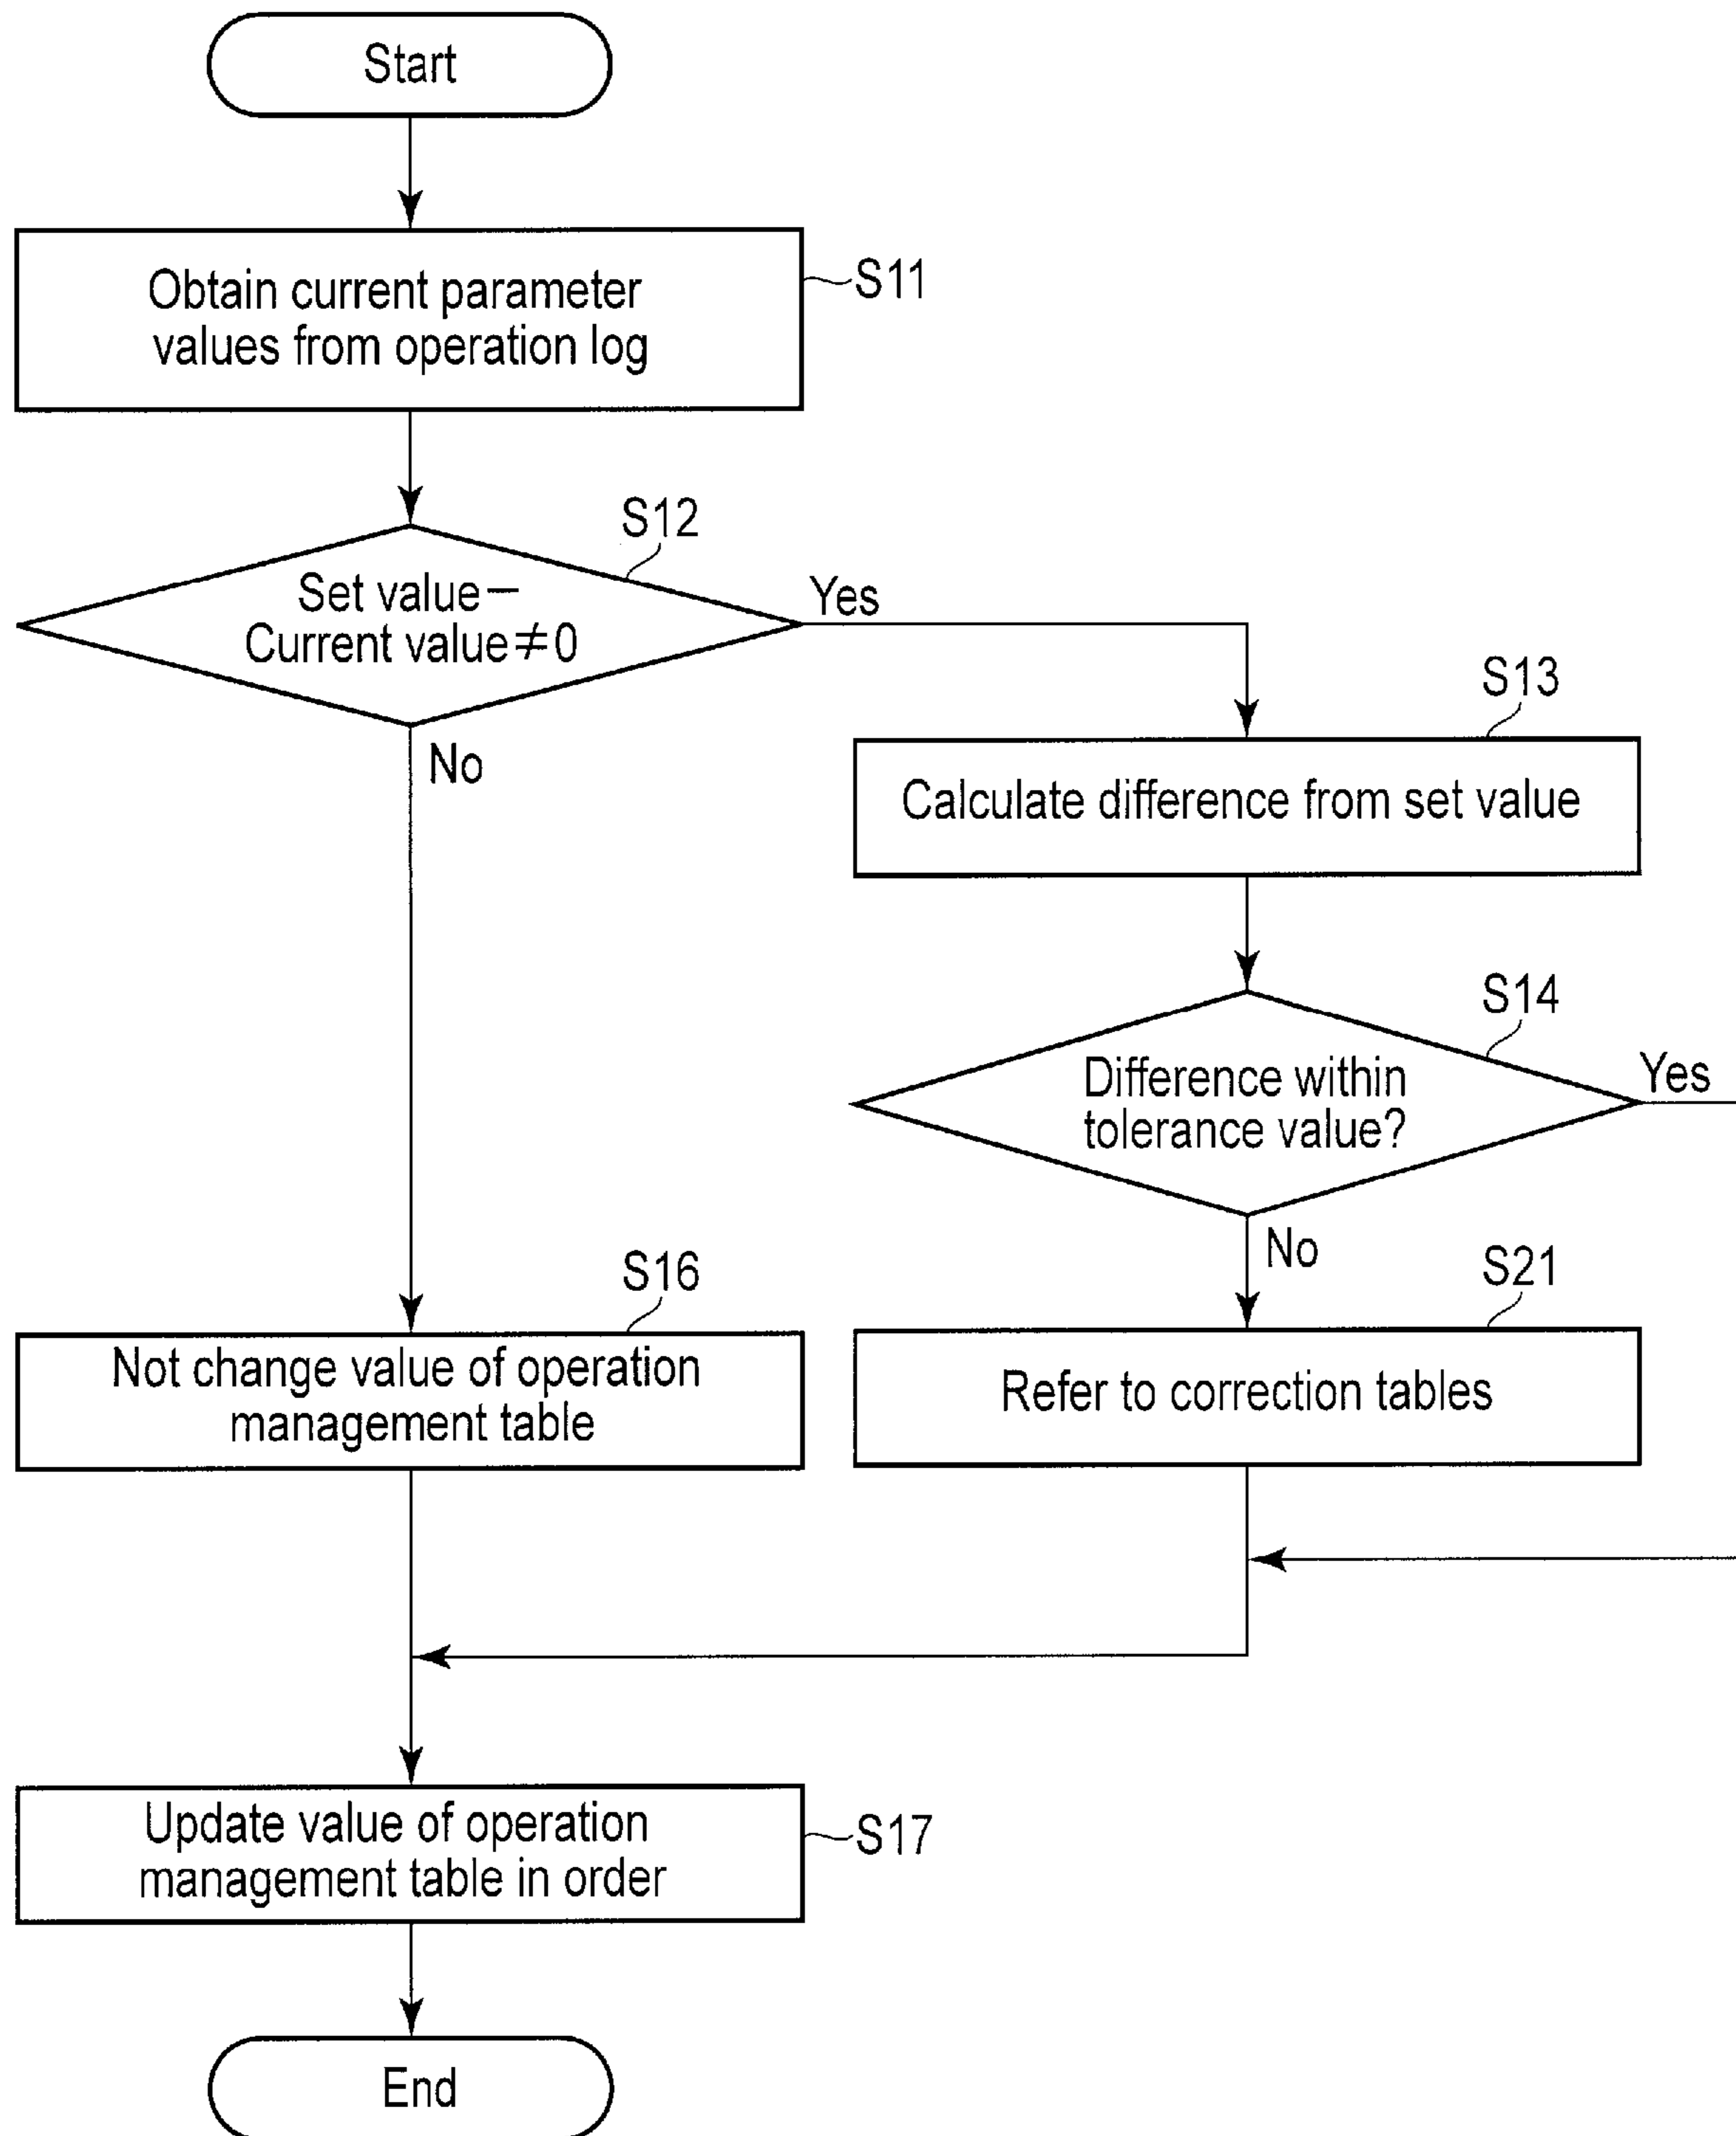 Start
Obtain current parameter
values from operation log
S11
S12
Set value－
Current value≠0
Yes
No
S13
Calculate difference from set value
S14
Difference within
tolerance value?
Yes
No
S16
Not change value of operation
management table
S21
Refer to correction tables
Update value of operation
management table in order
S17
End